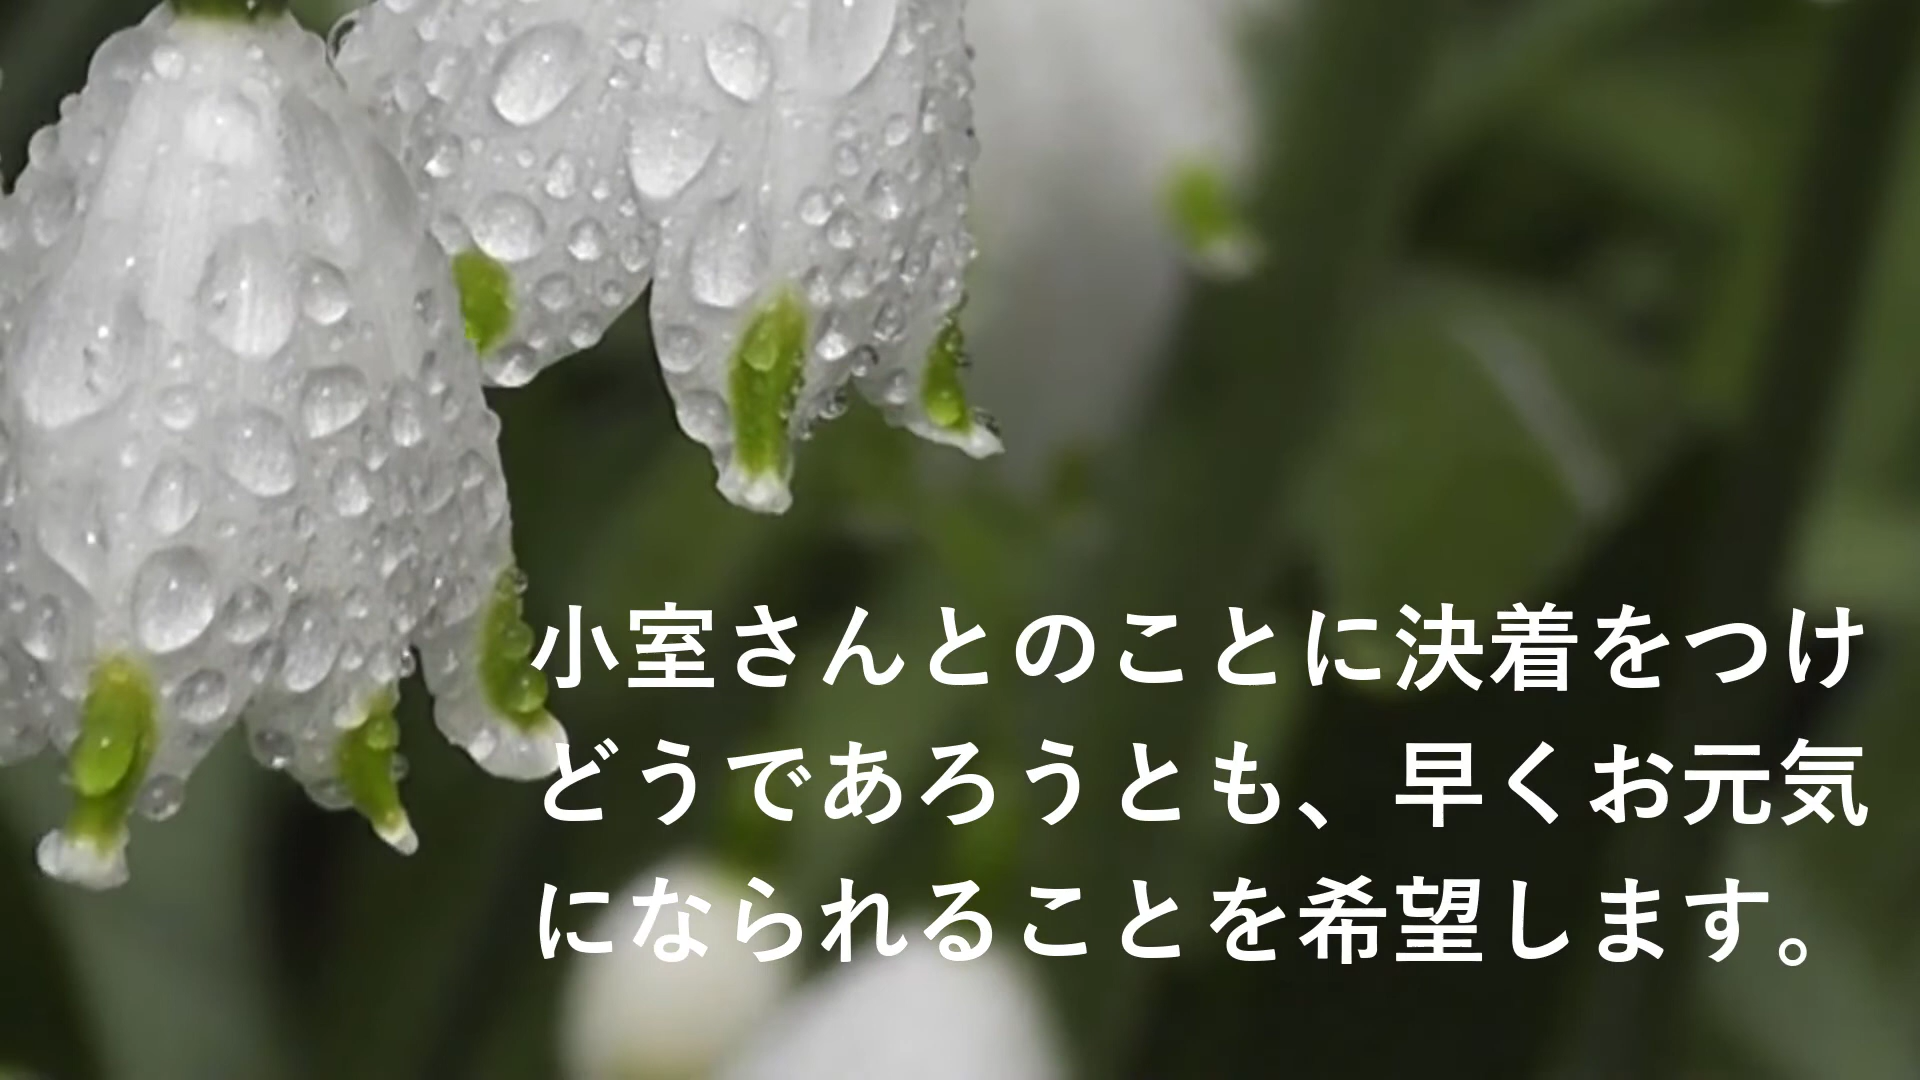 小室さんとのことに決着をつけ
どうであろうとも、早くお元気
になられることを希望します。